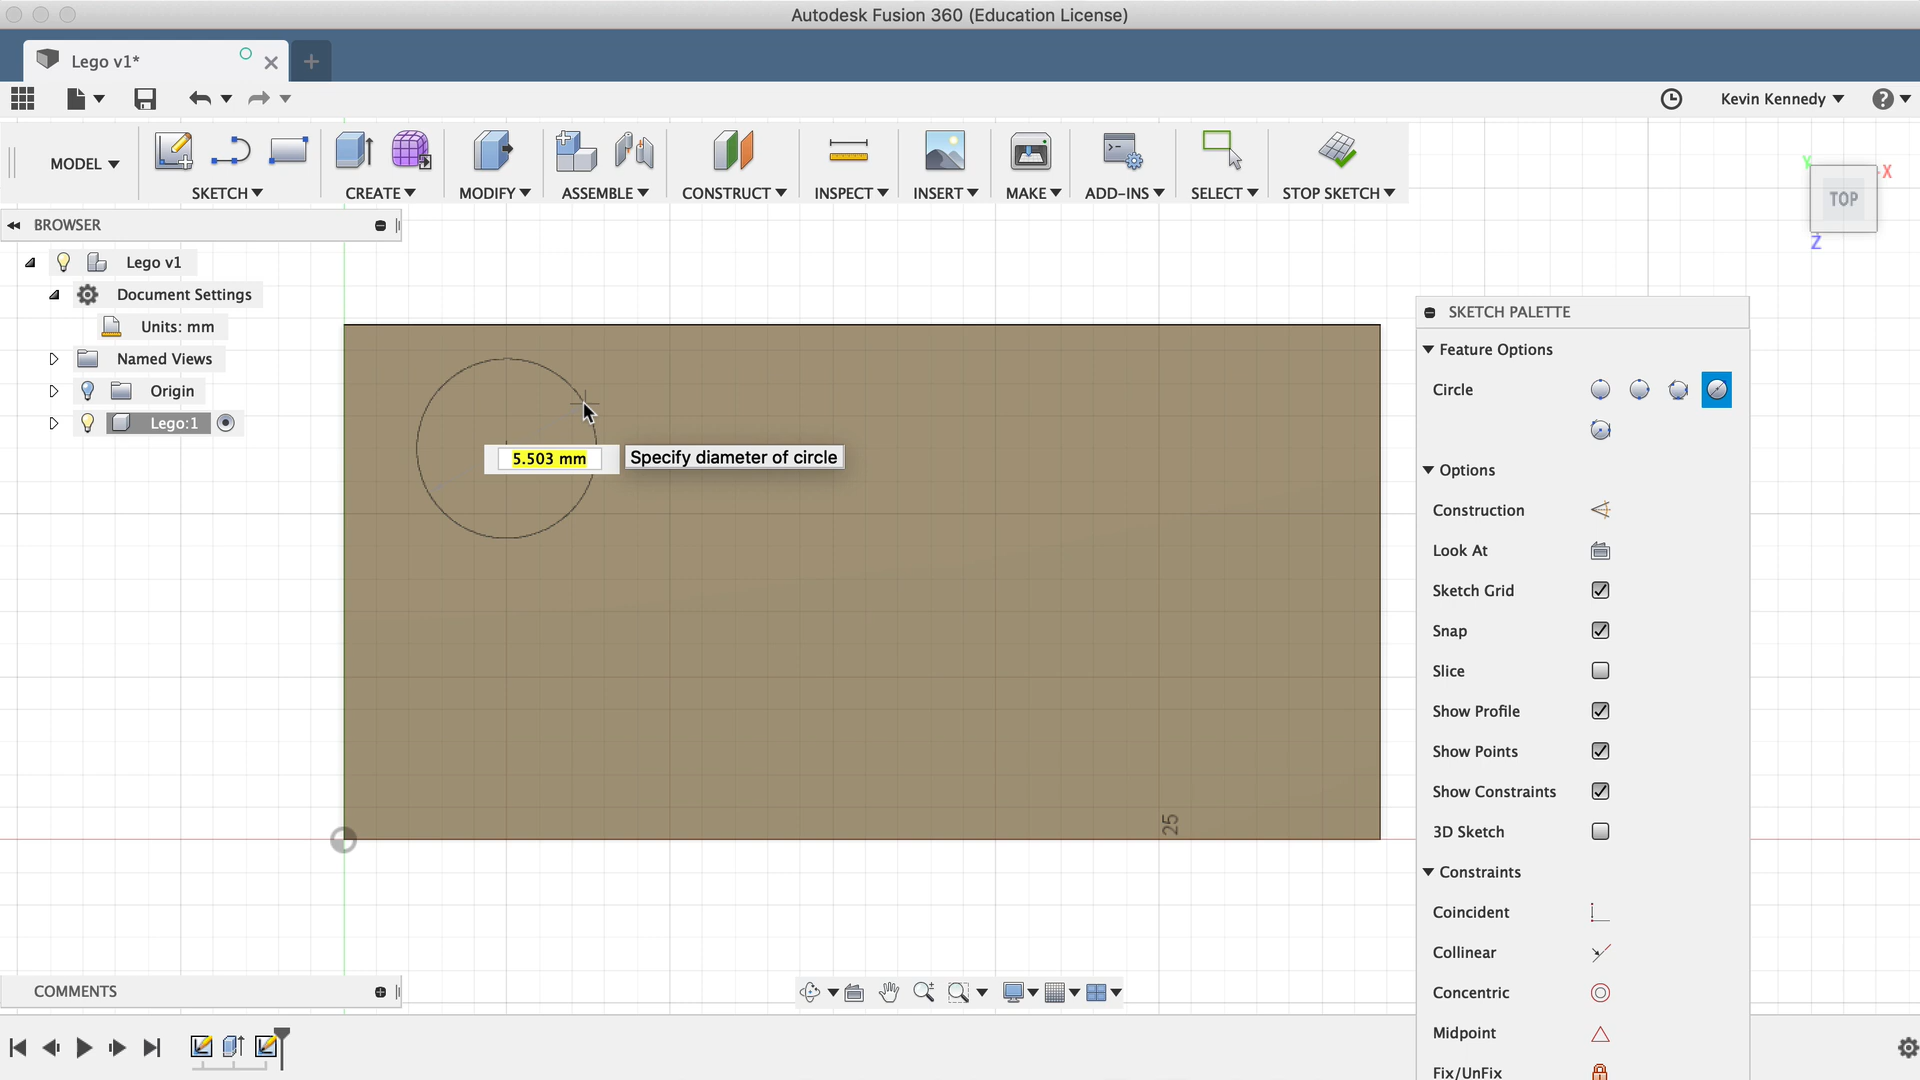 Autodesk Fusion 360 (Education License)
Lego v1*
Kevin Kennedy
?
MODEL
SKETCH
CREATE
MODIFY
ASSEMBLE
CONSTRUCT
INSPECT
INSERT
MAKE
ADD-INS
SELECT
STOP SKETCH
Y
X
TOP
Z
BROWSER
Lego v1
Document Settings
Units: mm
Named Views
Origin
Lego:1
5.503 mm
Specify diameter of circle
25
SKETCH PALETTE
Feature Options
Circle
Options
Construction
Look At
Sketch Grid
Snap
Slice
Show Profile
Show Points
Show Constraints
3D Sketch
Constraints
Coincident
Collinear
Concentric
Midpoint
Fix/UnFix
COMMENTS